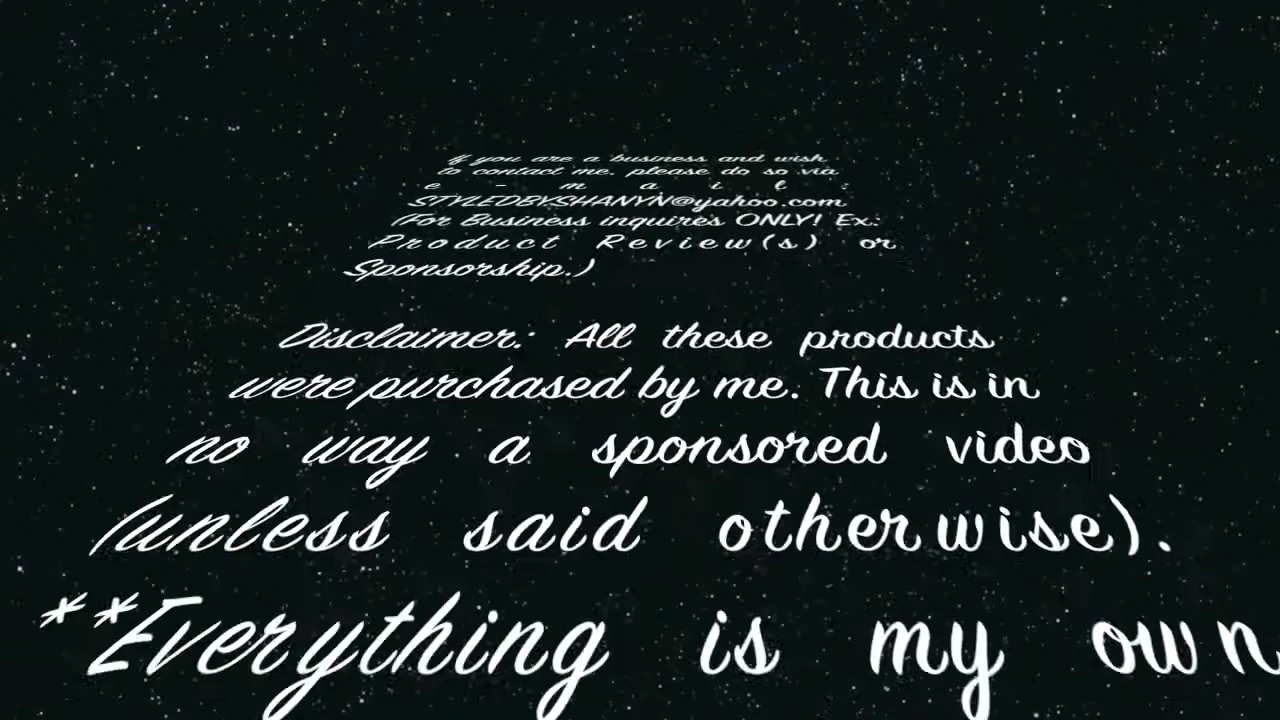 If you are a business and wish
to contact me, please do so via
e - m a i l :
STYLEDBYSHANYN@yahoo.com
(For Business inquires ONLY! Ex:
Product Review(s) or
Sponsorship.)
Disclaimer: All these products
were purchased by me. This is in
no way a sponsored video
(unless said otherwise).
**Everything is my own